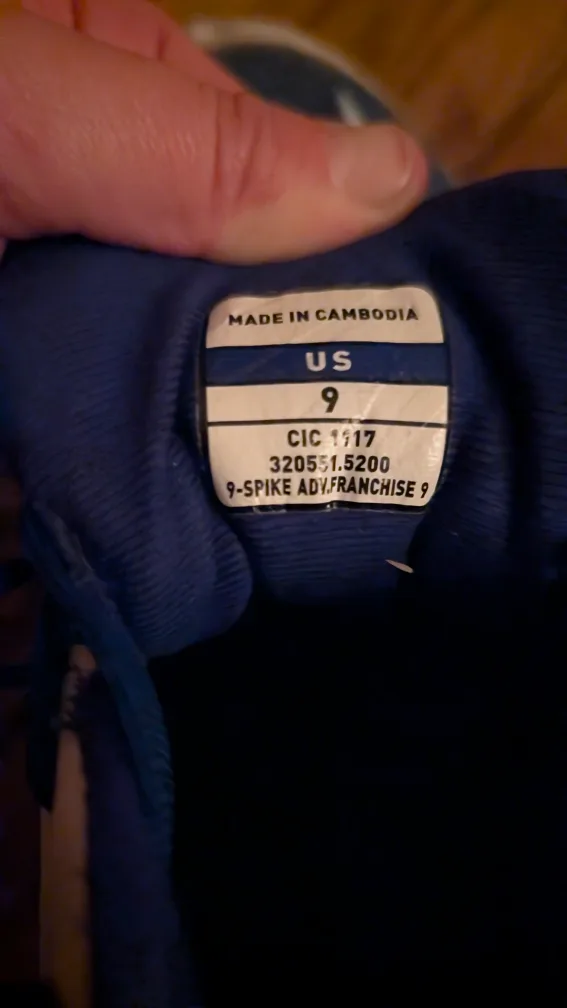 MADE IN CAMBODIA
US
9
CIC 1117
320551.5200
9-SPIKE ADV.FRANCHISE 9